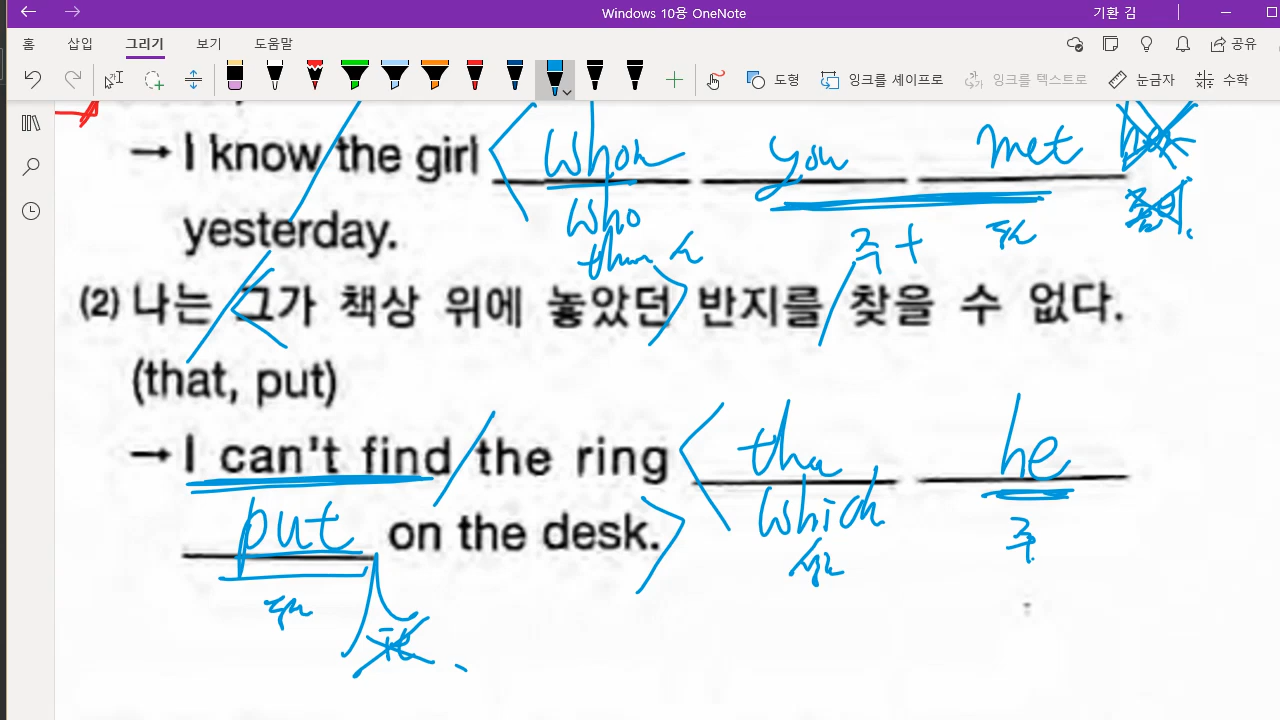 Windows 10용 OneNote
기환 김
홈 삽입 그리기 보기 도움말
공유
도형 잉크를 셰이프로 잉크를 텍스트로 눈금자 수학
→ I know the girl whom you met
who
yesterday.
주 +
(2) 나는 그가 책상 위에 놓았던 반지를 찾을 수 없다.
(that, put)
→ I can't find the ring tha he
which
put on the desk.
주